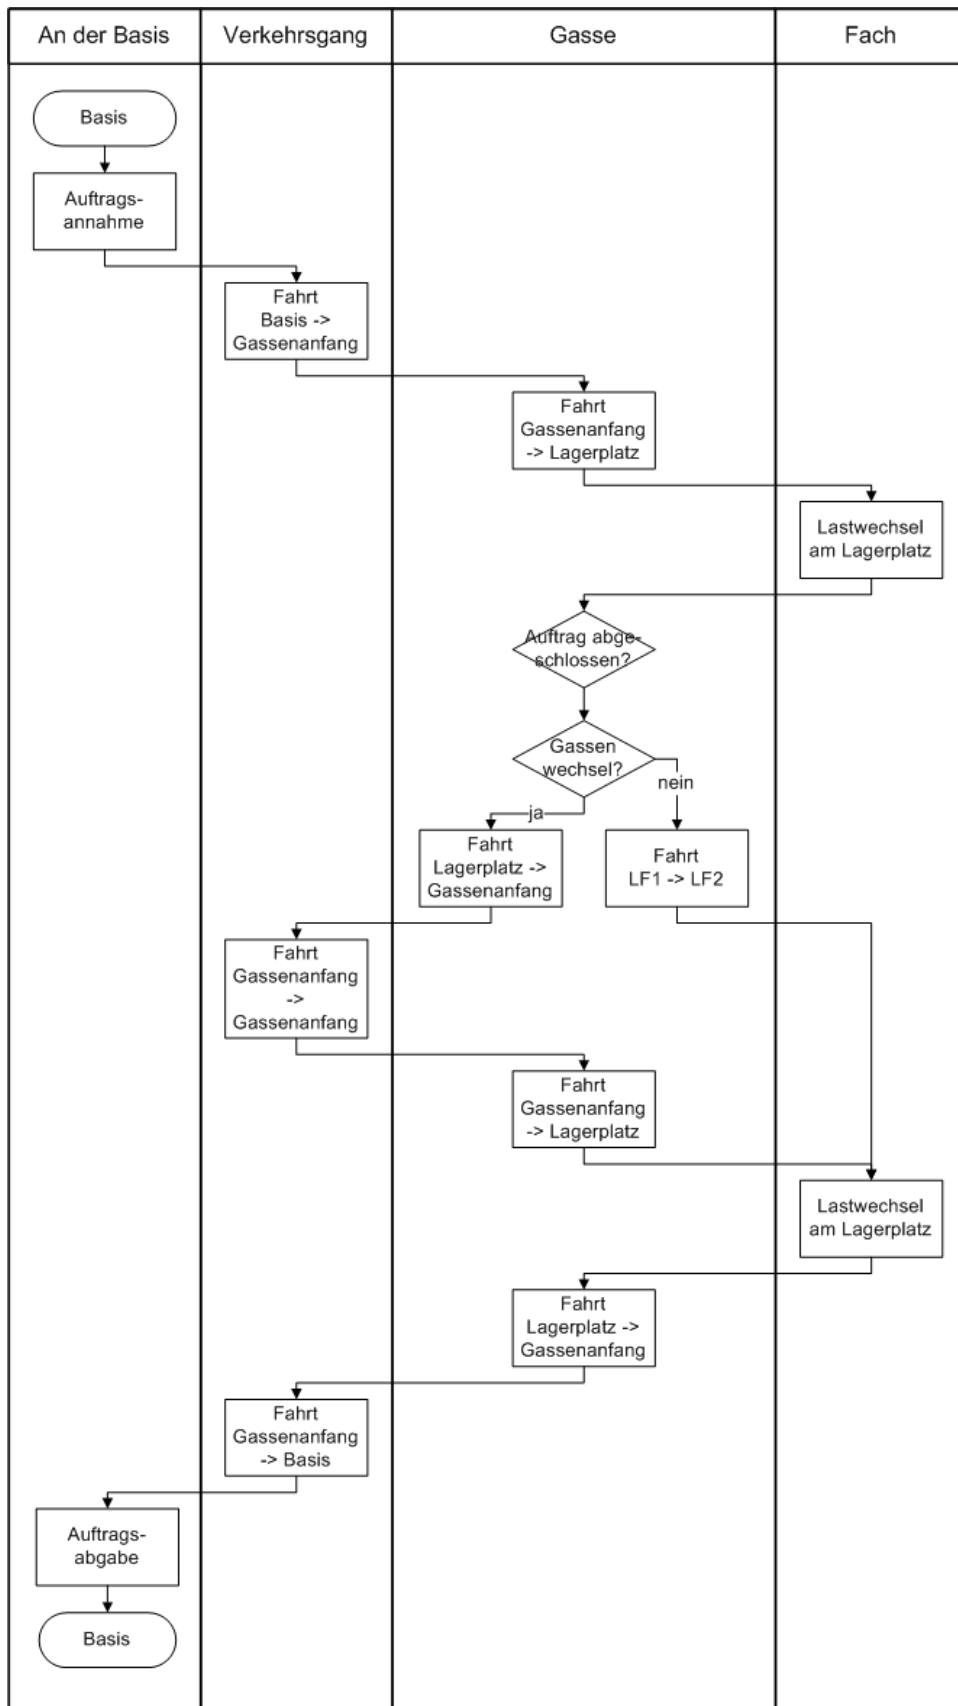 An der Basis
Verkehrsgang
Gasse
Fach
Basis
Auftrags-
annahme
Fahrt
Basis ->
Gassenanfang
Fahrt
Gassenanfang
-> Lagerplatz
Lastwechsel
am Lagerplatz
Auftrag abge-
schlossen?
Gassen
wechsel?
nein
ja
Fahrt
Lagerplatz ->
Gassenanfang
Fahrt
LF1 -> LF2
Fahrt
Gassenanfang
->
Gassenanfang
Fahrt
Gassenanfang
-> Lagerplatz
Lastwechsel
am Lagerplatz
Fahrt
Lagerplatz ->
Gassenanfang
Fahrt
Gassenanfang
-> Basis
Auftrags-
abgabe
Basis